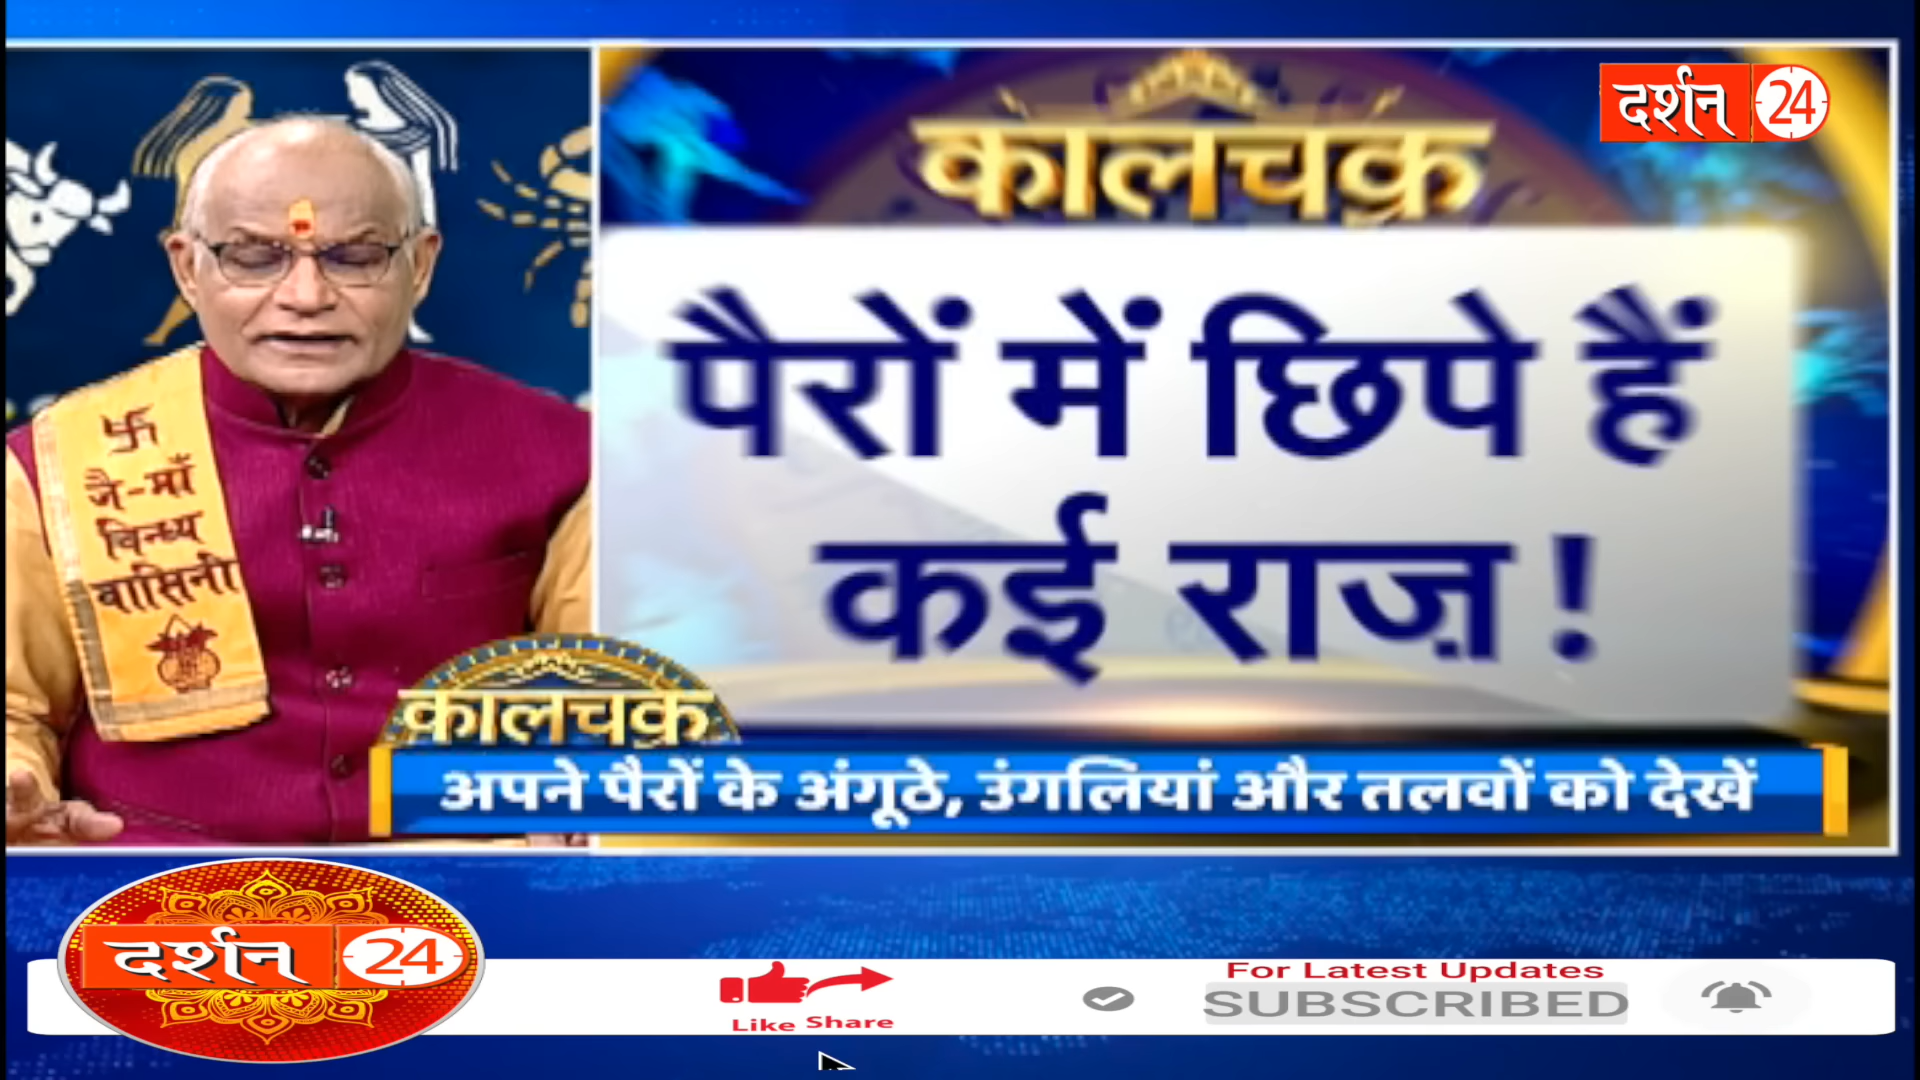 कालचक्र
दर्शन 24
पैरों में छिपे हैं
कई राज़!
卐
जै-माँ
विन्ध्य
वासिनी
कालचक्र
अपने पैरों के अंगूठे, उंगलियां और तलवों को देखें
दर्शन 24
Like Share
For Latest Updates
SUBSCRIBED